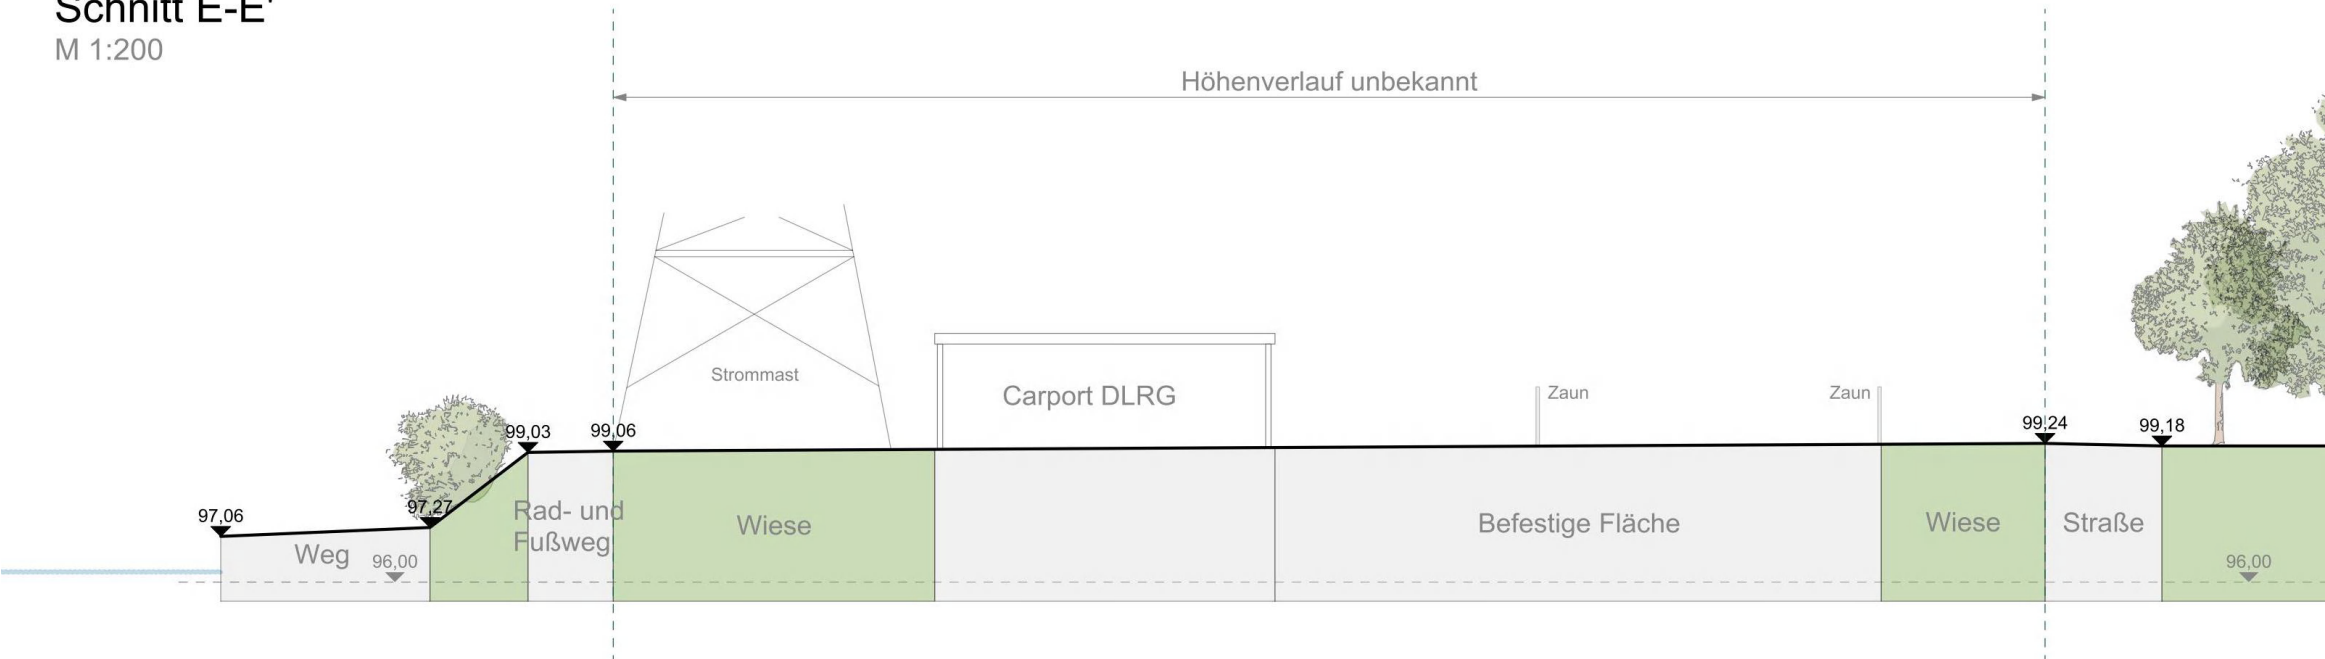 Schnitt E-E'
M 1:200
Höhenverlauf unbekannt
Strommast
Carport DLRG
Zaun
Zaun
99,03
99,06
99,24
99,18
97,06
97,27
Rad- und
Fußweg
Wiese
Befestige Fläche
Wiese
Straße
Weg
96,00
96,00